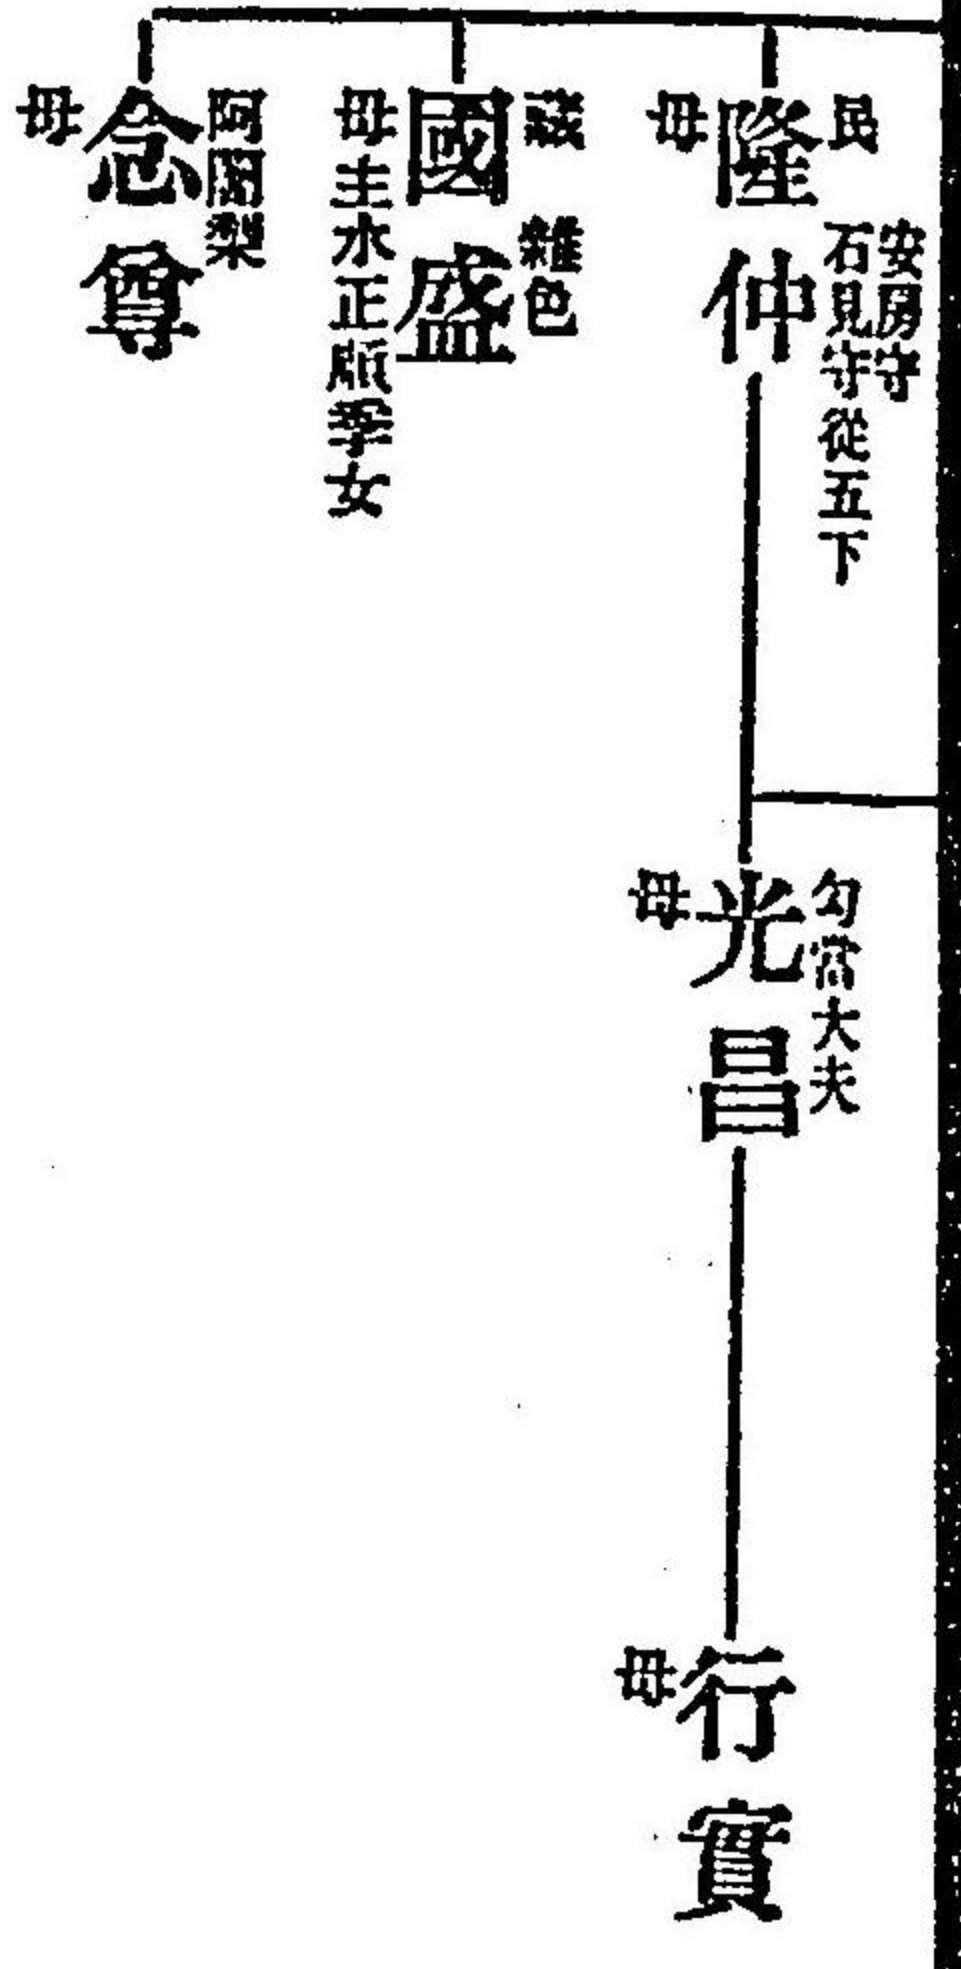 民
安房守
石見守從五下
隆仲
母
勾當大夫
光昌
母
行實
母
藏 雜色
國盛
母主水正順季女
阿闍梨
念尊
母